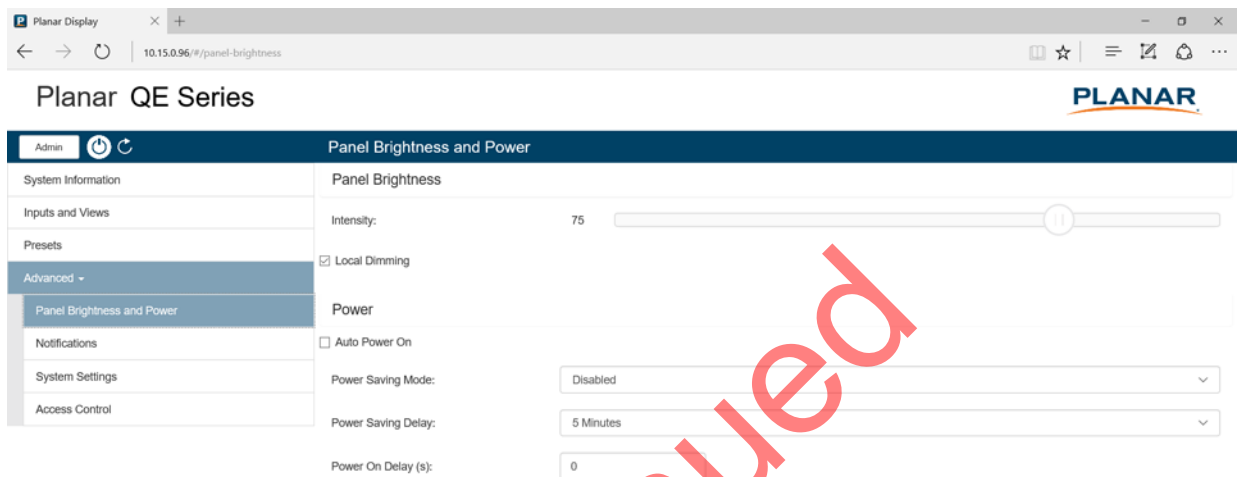 Planar Display
10.15.0.96/#/panel-brightness
Planar QE Series
PLANAR
Admin
Panel Brightness and Power
System Information
Inputs and Views
Presets
Advanced
Panel Brightness and Power
Notifications
System Settings
Access Control
Panel Brightness
Intensity: 75
Local Dimming
Power
Auto Power On
Power Saving Mode: Disabled
Power Saving Delay: 5 Minutes
Power On Delay (s): 0
ued